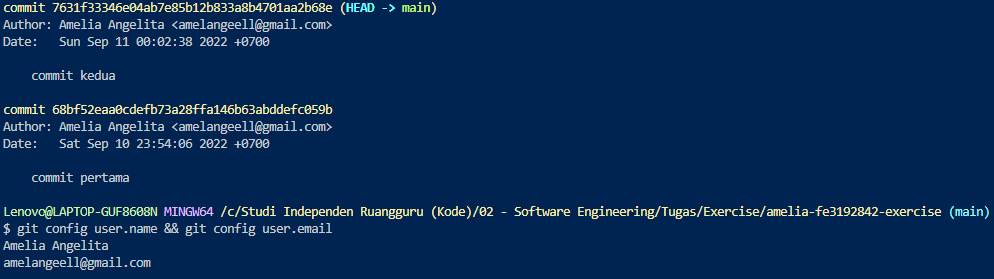 commit 7631f33346e04ab7e85b12b833a8b4701aa2b68e (HEAD -> main)
Author: Amelia Angelita <amelangeell@gmail.com>
Date:   Sun Sep 11 00:02:38 2022 +0700
commit kedua
commit 68bf52eaa0cdefb73a28ffa146b63abddefc059b
Author: Amelia Angelita <amelangeell@gmail.com>
Date:   Sat Sep 10 23:54:06 2022 +0700
commit pertama
Lenovo@LAPTOP-GUF8608N MINGW64 /c/Studi Independen Ruangguru (Kode)/02 - Software Engineering/Tugas/Exercise/amelia-fe3192842-exercise (main)
$ git config user.name && git config user.email
Amelia Angelita
amelangeell@gmail.com